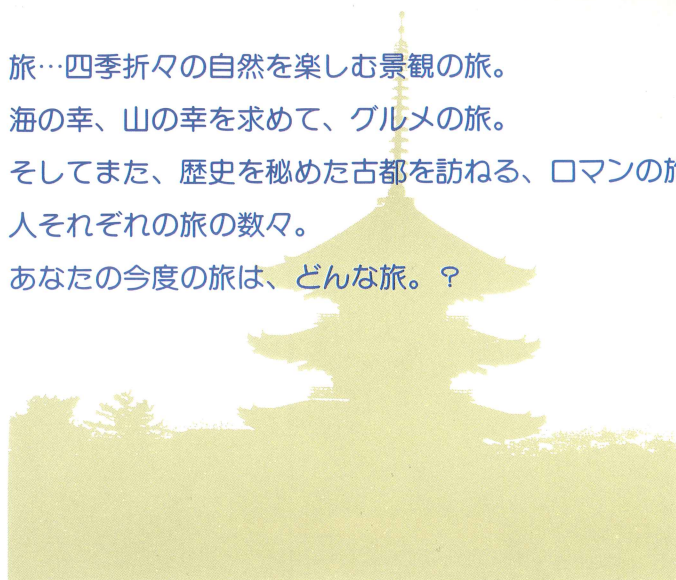 旅…四季折々の自然を楽しむ景観の旅。
海の幸、山の幸を求めて、グルメの旅。
そしてまた、歴史を秘めた古都を訪ねる、ロマンの旅
人それぞれの旅の数々。
あなたの今度の旅は、どんな旅。？